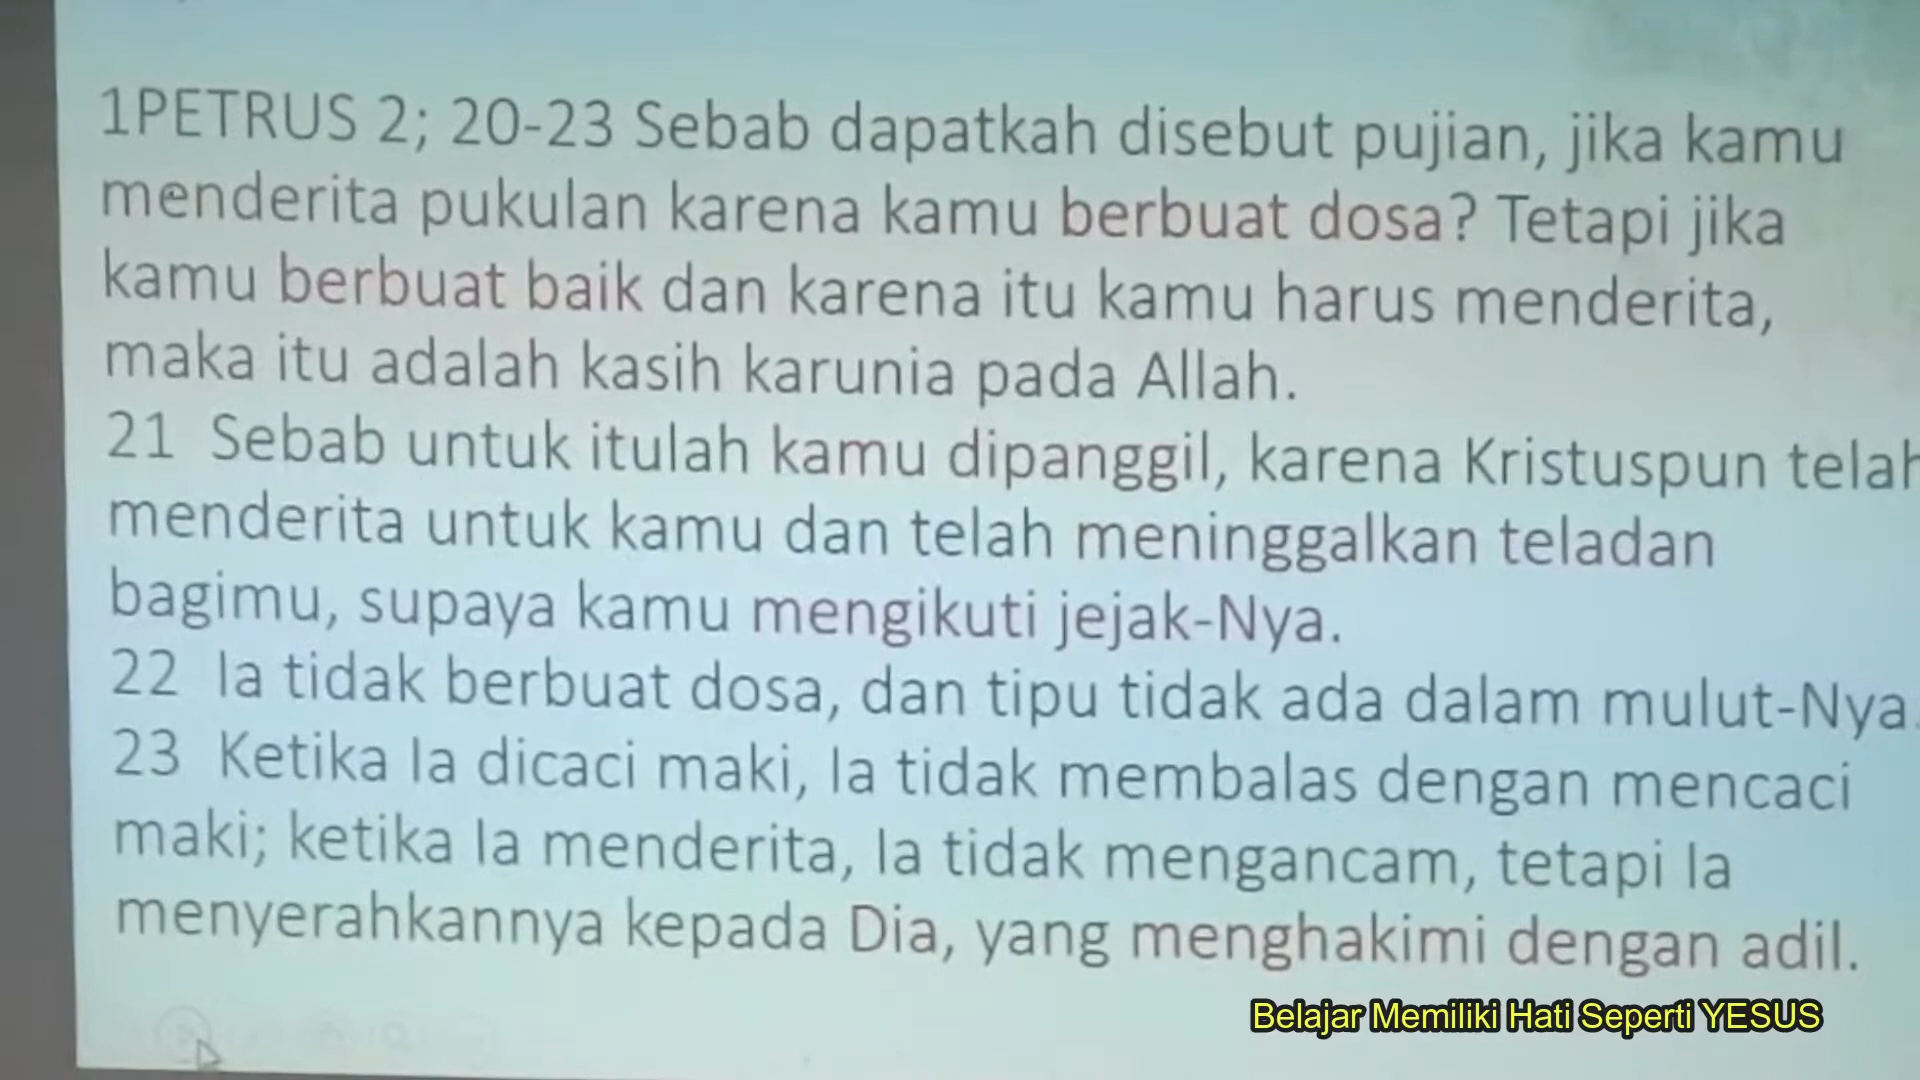 1PETRUS 2; 20-23 Sebab dapatkah disebut pujian, jika kamu
menderita pukulan karena kamu berbuat dosa? Tetapi jika
kamu berbuat baik dan karena itu kamu harus menderita,
maka itu adalah kasih karunia pada Allah.
21 Sebab untuk itulah kamu dipanggil, karena Kristuspun telah
menderita untuk kamu dan telah meninggalkan teladan
bagimu, supaya kamu mengikuti jejak-Nya.
22 Ia tidak berbuat dosa, dan tipu tidak ada dalam mulut-Nya.
23 Ketika Ia dicaci maki, Ia tidak membalas dengan mencaci
maki; ketika Ia menderita, Ia tidak mengancam, tetapi Ia
menyerahkannya kepada Dia, yang menghakimi dengan adil.
Belajar Memiliki Hati Seperti YESUS